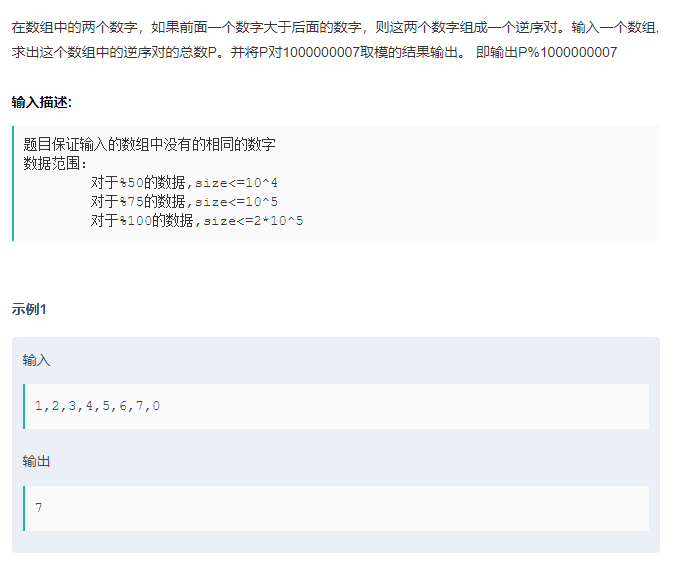 在数组中的两个数字，如果前面一个数字大于后面的数字，则这两个数字组成一个逆序对。输入一个数组,
求出这个数组中的逆序对的总数P。并将P对1000000007取模的结果输出。 即输出P%1000000007
输入描述:
题目保证输入的数组中没有的相同的数字
数据范围：
对于%50的数据,size<=10^4
对于%75的数据,size<=10^5
对于%100的数据,size<=2*10^5
示例1
输入
1,2,3,4,5,6,7,0
输出
7